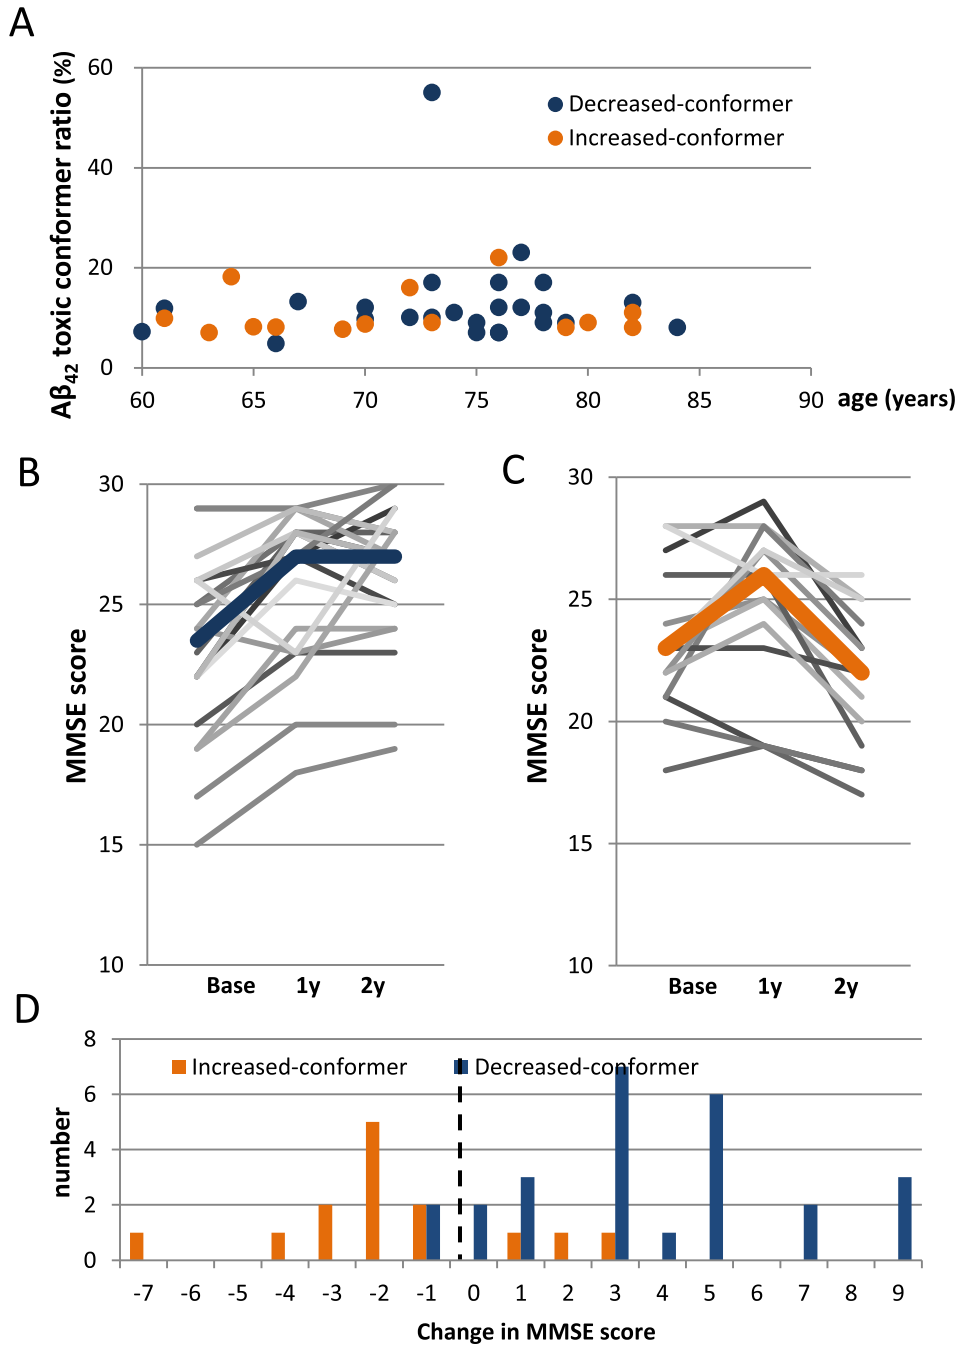 A
Aβ42 toxic conformer ratio (%)
60
40
20
0
Decreased-conformer
Increased-conformer
60 65 70 75 80 85 90 age (years)
B
MMSE score
30
25
20
15
10
Base 1y 2y
C
MMSE score
30
25
20
15
10
Base 1y 2y
D
number
8
6
4
2
0
Increased-conformer Decreased-conformer
-7 -6 -5 -4 -3 -2 -1 0 1 2 3 4 5 6 7 8 9
Change in MMSE score